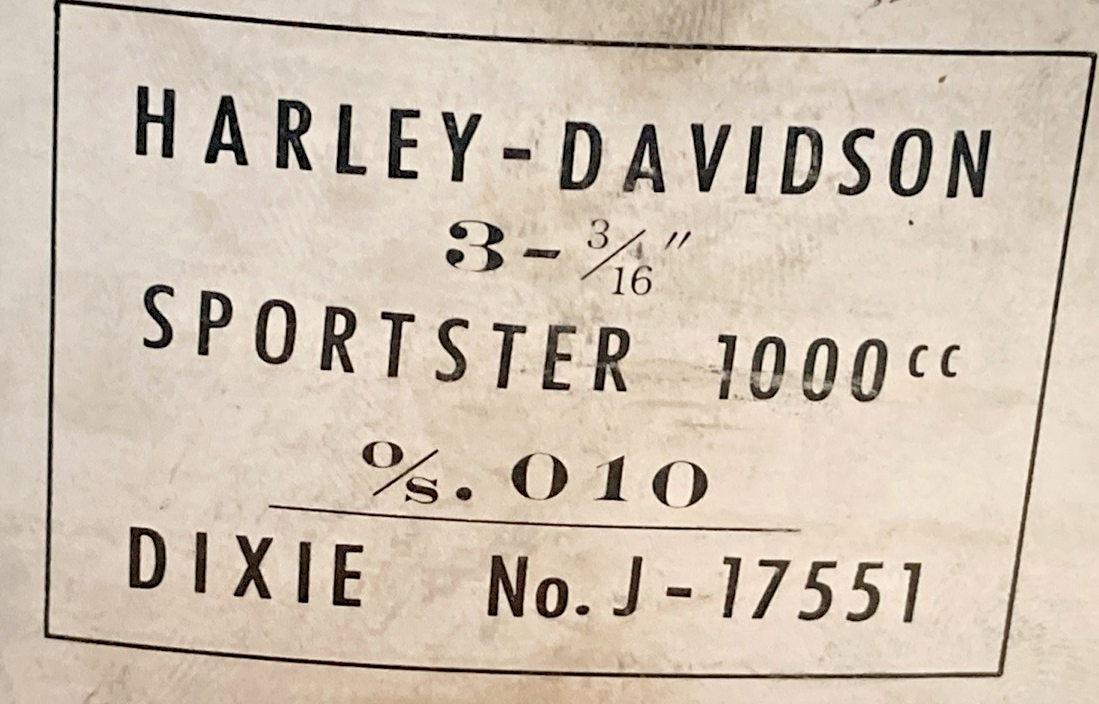 HARLEY-DAVIDSON
3-3/16"
SPORTSTER 1000cc
O/S. 010
DIXIE No. J-17551